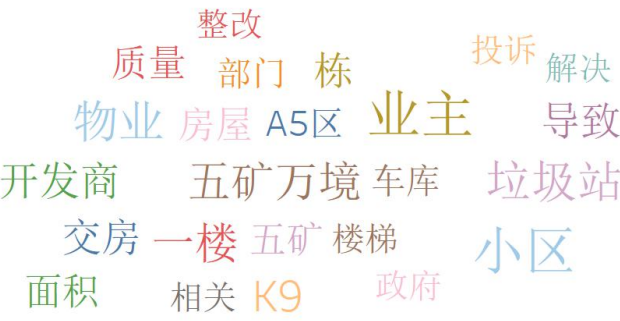 整改
质量 部门 栋 投诉 解决
物业 房屋 A5区 业主 导致
开发商 五矿万境 车库 垃圾站
交房 一楼 五矿 楼梯 小区
面积 相关 K9 政府